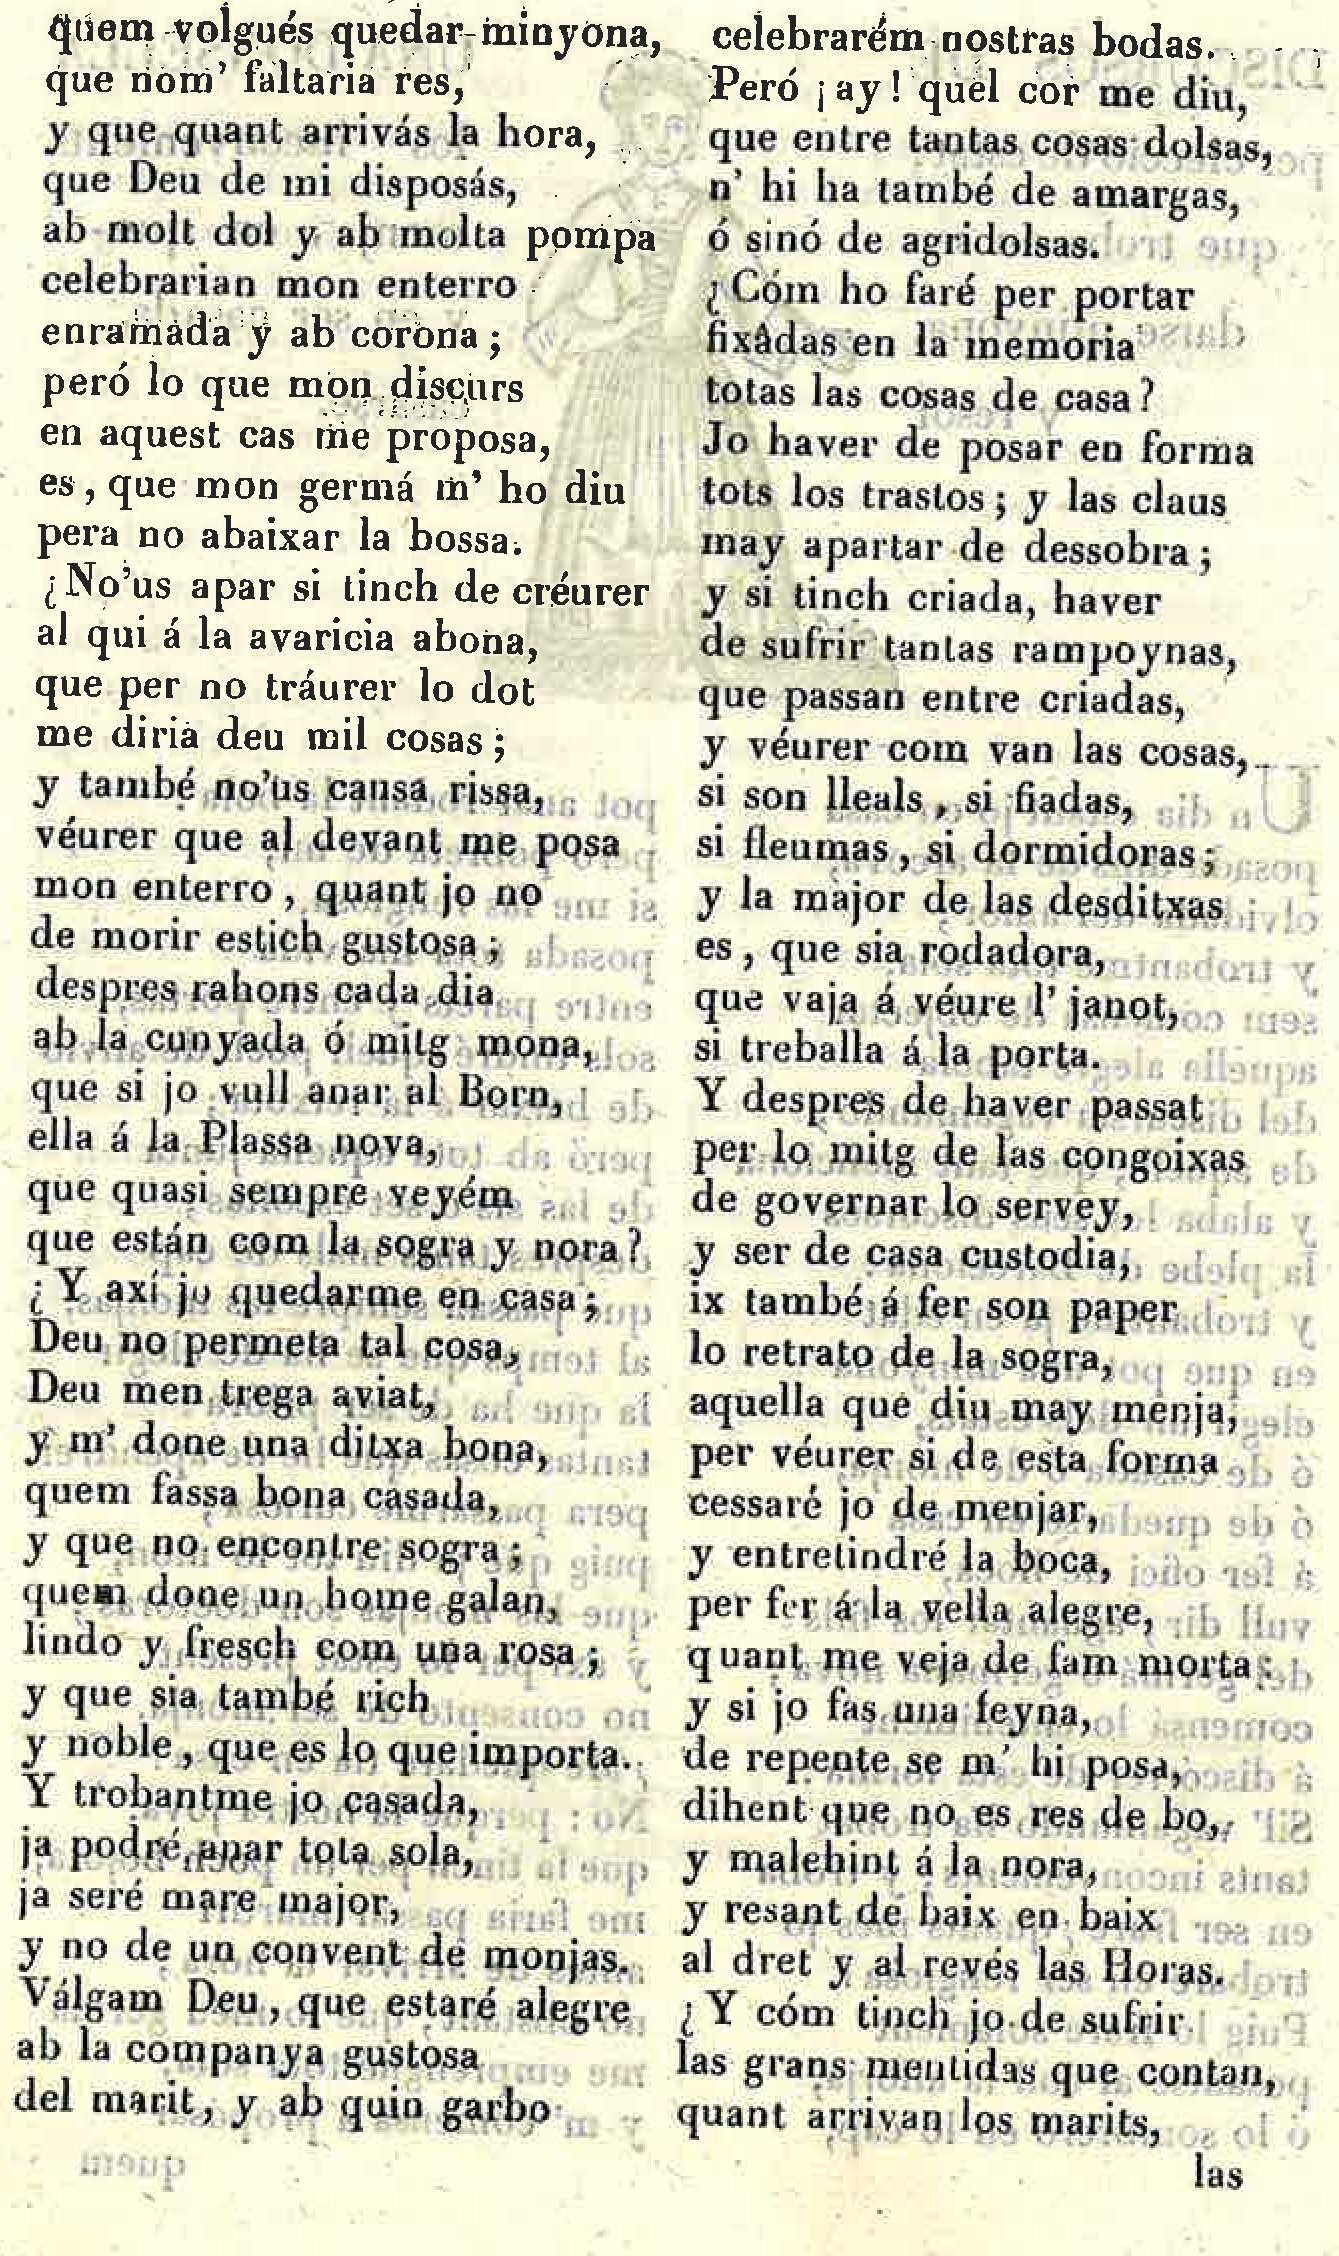 quem volgués quedar minyona,
que nom' faltaria res,
y que quant arrivás la hora,
que Deu de mi disposás,
ab molt dol y ab molta pompa
celebrarian mon enterro
enramada y ab corona;
peró lo que mon discurs
en aquest cas me proposa,
es, que mon germá m' ho diu
pera no abaixar la bossa.
¿No'us apar si tinch de créurer
al qui á la avaricia abona,
que per no tráurer lo dot
me diria deu mil cosas;
y també no'us causa rissa,
véurer que al devant me posa
mon enterro, quant jo no
de morir estich gustosa;
despres rahons cada dia
ab la cunyada ó mitg mona,
que si jo vull anar al Born,
ella á la Plassa nova,
que quasi sempre veyém
que están com la sogra y nora?
¿Y axí jo quedarme en casa;
Deu no permeta tal cosa,
Deu men trega aviat,
y m' done una ditxa bona,
quem fassa bona casada,
y que no encontre sogra;
quem done un home galan,
lindo y fresch com una rosa;
y que sia també rich
y noble, que es lo que importa.
Y trobantme jo casada,
ja podré anar tota sola,
ja seré mare major,
y no de un convent de monjas.
Válgam Deu, que estaré alegre
ab la companya gustosa
del marit, y ab quin garbo
celebrarém nostras bodas.
Peró ¡ay! quel cor me diu,
que entre tantas cosas dolsas,
n' hi ha també de amargas,
ó sinó de agridolsas.
¿Cóm ho faré per portar
fixadas en la memoria
totas las cosas de casa?
Jo haver de posar en forma
tots los trastos; y las claus
may apartar de dessobra;
y si tinch criada, haver
de sufrir tantas rampoynas,
que passan entre criadas,
y véurer com van las cosas,
si son lleals, si fiadas,
si fleumas, si dormidoras;
y la major de las desditxas
es, que sia rodadora,
que vaja á véure l' janot,
si treballa á la porta.
Y despres de haver passat
per lo mitg de las congoixas
de governar lo servey,
y ser de casa custodia,
ix també á fer son paper
lo retrato de la sogra,
aquella que diu may menja,
per véurer si de esta forma
cessaré jo de menjar,
y entretindré la boca,
per fer á la vella alegre,
quant me veja de fam morta;
y si jo fas una feyna,
de repente se m' hi posa,
dihent que no es res de bo,
y malehint á la nora,
y resant de baix en baix
al dret y al revés las Horas.
¿Y cóm tinch jo de sufrir
las grans mentidas que contan,
quant arrivan los marits,
las